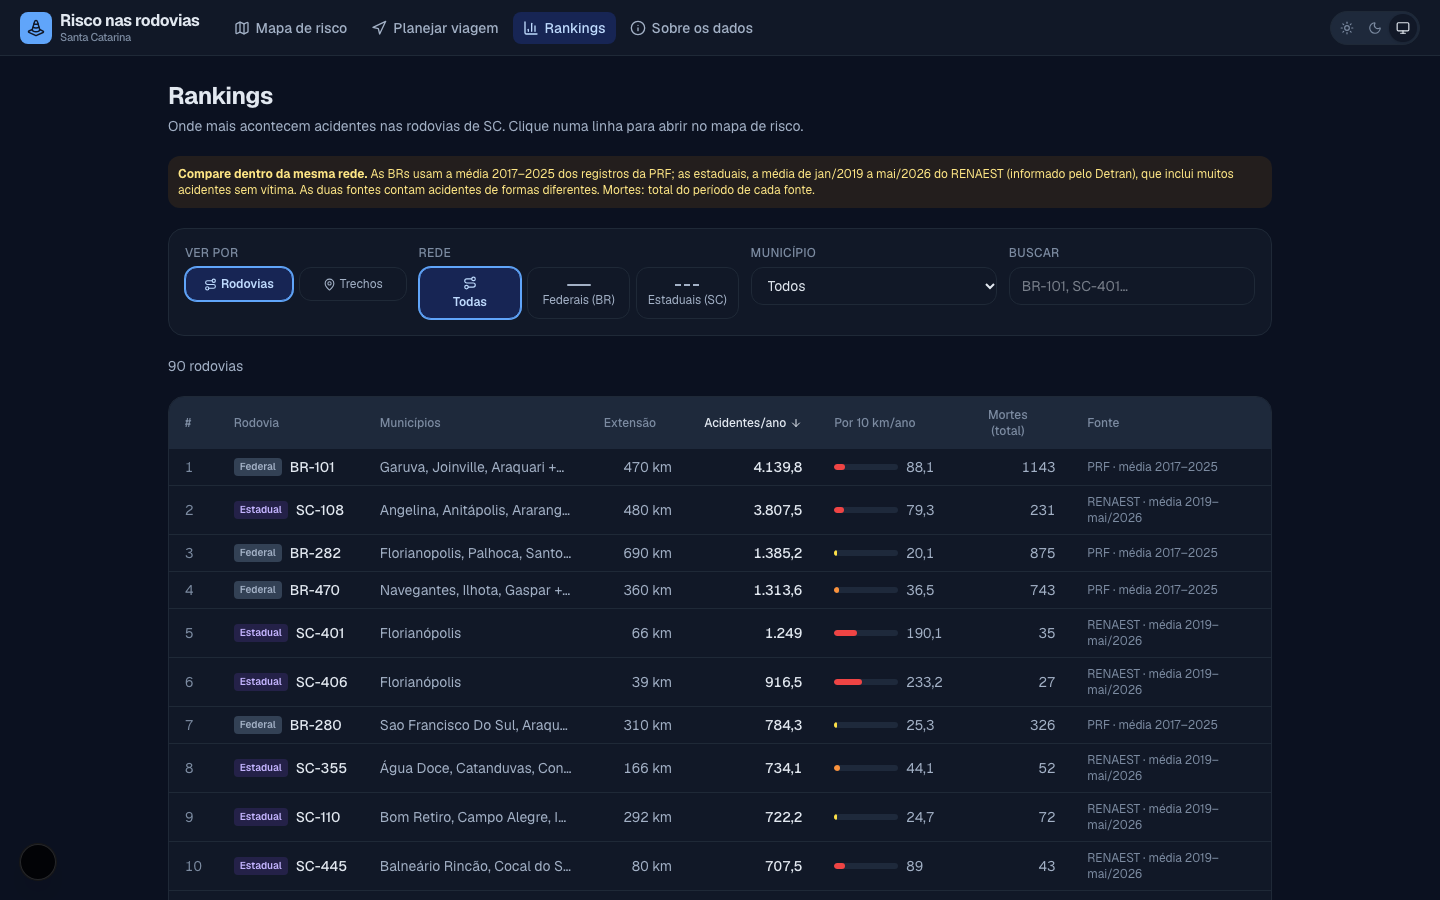 Risco nas rodovias
Santa Catarina
Mapa de risco
Planejar viagem
Rankings
Sobre os dados
Rankings
Onde mais acontecem acidentes nas rodovias de SC. Clique numa linha para abrir no mapa de risco.
Compare dentro da mesma rede. As BRs usam a média 2017–2025 dos registros da PRF; as estaduais, a média de jan/2019 a mai/2026 do RENAEST (informado pelo Detran), que inclui muitos
acidentes sem vítima. As duas fontes contam acidentes de formas diferentes. Mortes: total do período de cada fonte.
VER POR
Rodovias
Trechos
REDE
Todas
Federais (BR)
Estaduais (SC)
MUNICÍPIO
Todos
BUSCAR
BR-101, SC-401...
90 rodovias
# Rodovia Municípios Extensão Acidentes/ano ↓ Por 10 km/ano Mortes (total) Fonte
1 Federal BR-101 Garuva, Joinville, Araquari +... 470 km 4.139,8 88,1 1143 PRF · média 2017–2025
2 Estadual SC-108 Angelina, Anitápolis, Ararang... 480 km 3.807,5 79,3 231 RENAEST · média 2019–
mai/2026
3 Federal BR-282 Florianopolis, Palhoca, Santo... 690 km 1.385,2 20,1 875 PRF · média 2017–2025
4 Federal BR-470 Navegantes, Ilhota, Gaspar +... 360 km 1.313,6 36,5 743 PRF · média 2017–2025
5 Estadual SC-401 Florianópolis 66 km 1.249 190,1 35 RENAEST · média 2019–
mai/2026
6 Estadual SC-406 Florianópolis 39 km 916,5 233,2 27 RENAEST · média 2019–
mai/2026
7 Federal BR-280 Sao Francisco Do Sul, Araqu... 310 km 784,3 25,3 326 PRF · média 2017–2025
8 Estadual SC-355 Água Doce, Catanduvas, Con... 166 km 734,1 44,1 52 RENAEST · média 2019–
mai/2026
9 Estadual SC-110 Bom Retiro, Campo Alegre, I... 292 km 722,2 24,7 72 RENAEST · média 2019–
mai/2026
10 Estadual SC-445 Balneário Rincão, Cocal do S... 80 km 707,5 89 43 RENAEST · média 2019–
mai/2026